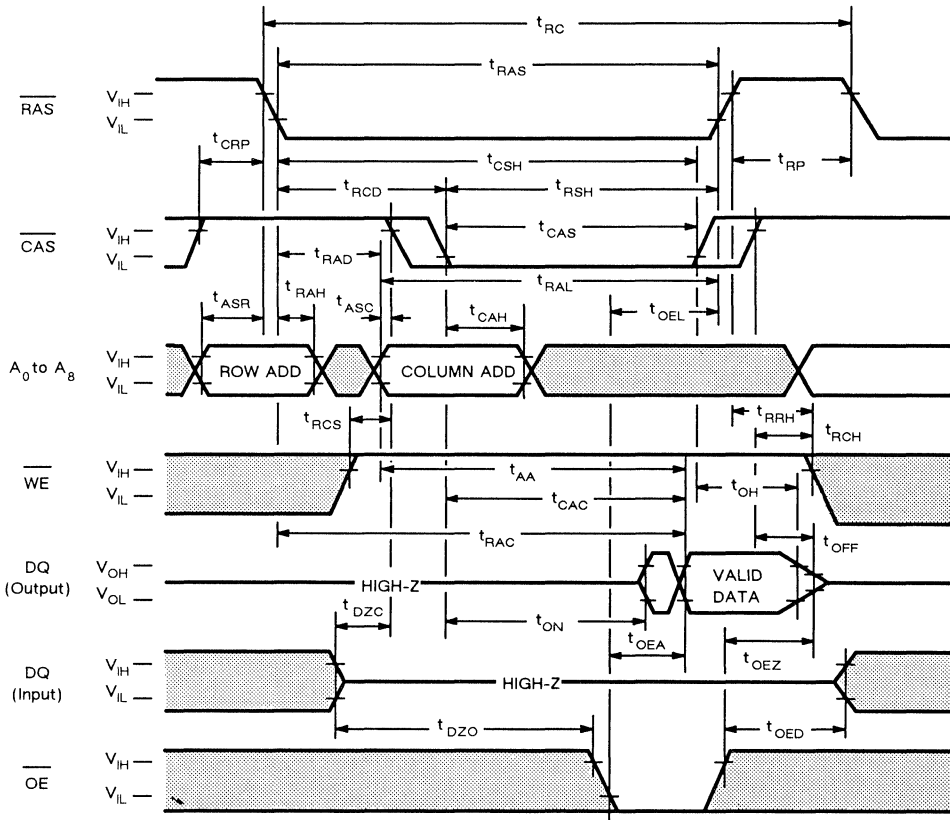 tRC
tRAS
RAS
VIH
VIL
tCRP
tCSH
tRP
tRCD
tRSH
CAS
VIH
VIL
tCAS
tRAD
tRAL
tASR
tRAH
tASC
tCAH
tOEL
A0 to A8
VIH
VIL
ROW ADD
COLUMN ADD
tRCS
tRRH
tRCH
WE
VIH
VIL
tAA
tOH
tCAC
tRAC
tOFF
DQ
(Output)
VOH
VOL
HIGH-Z
VALID
DATA
tDZC
tON
tOEA
tOEZ
DQ
(Input)
VIH
VIL
HIGH-Z
tDZO
tOED
OE
VIH
VIL